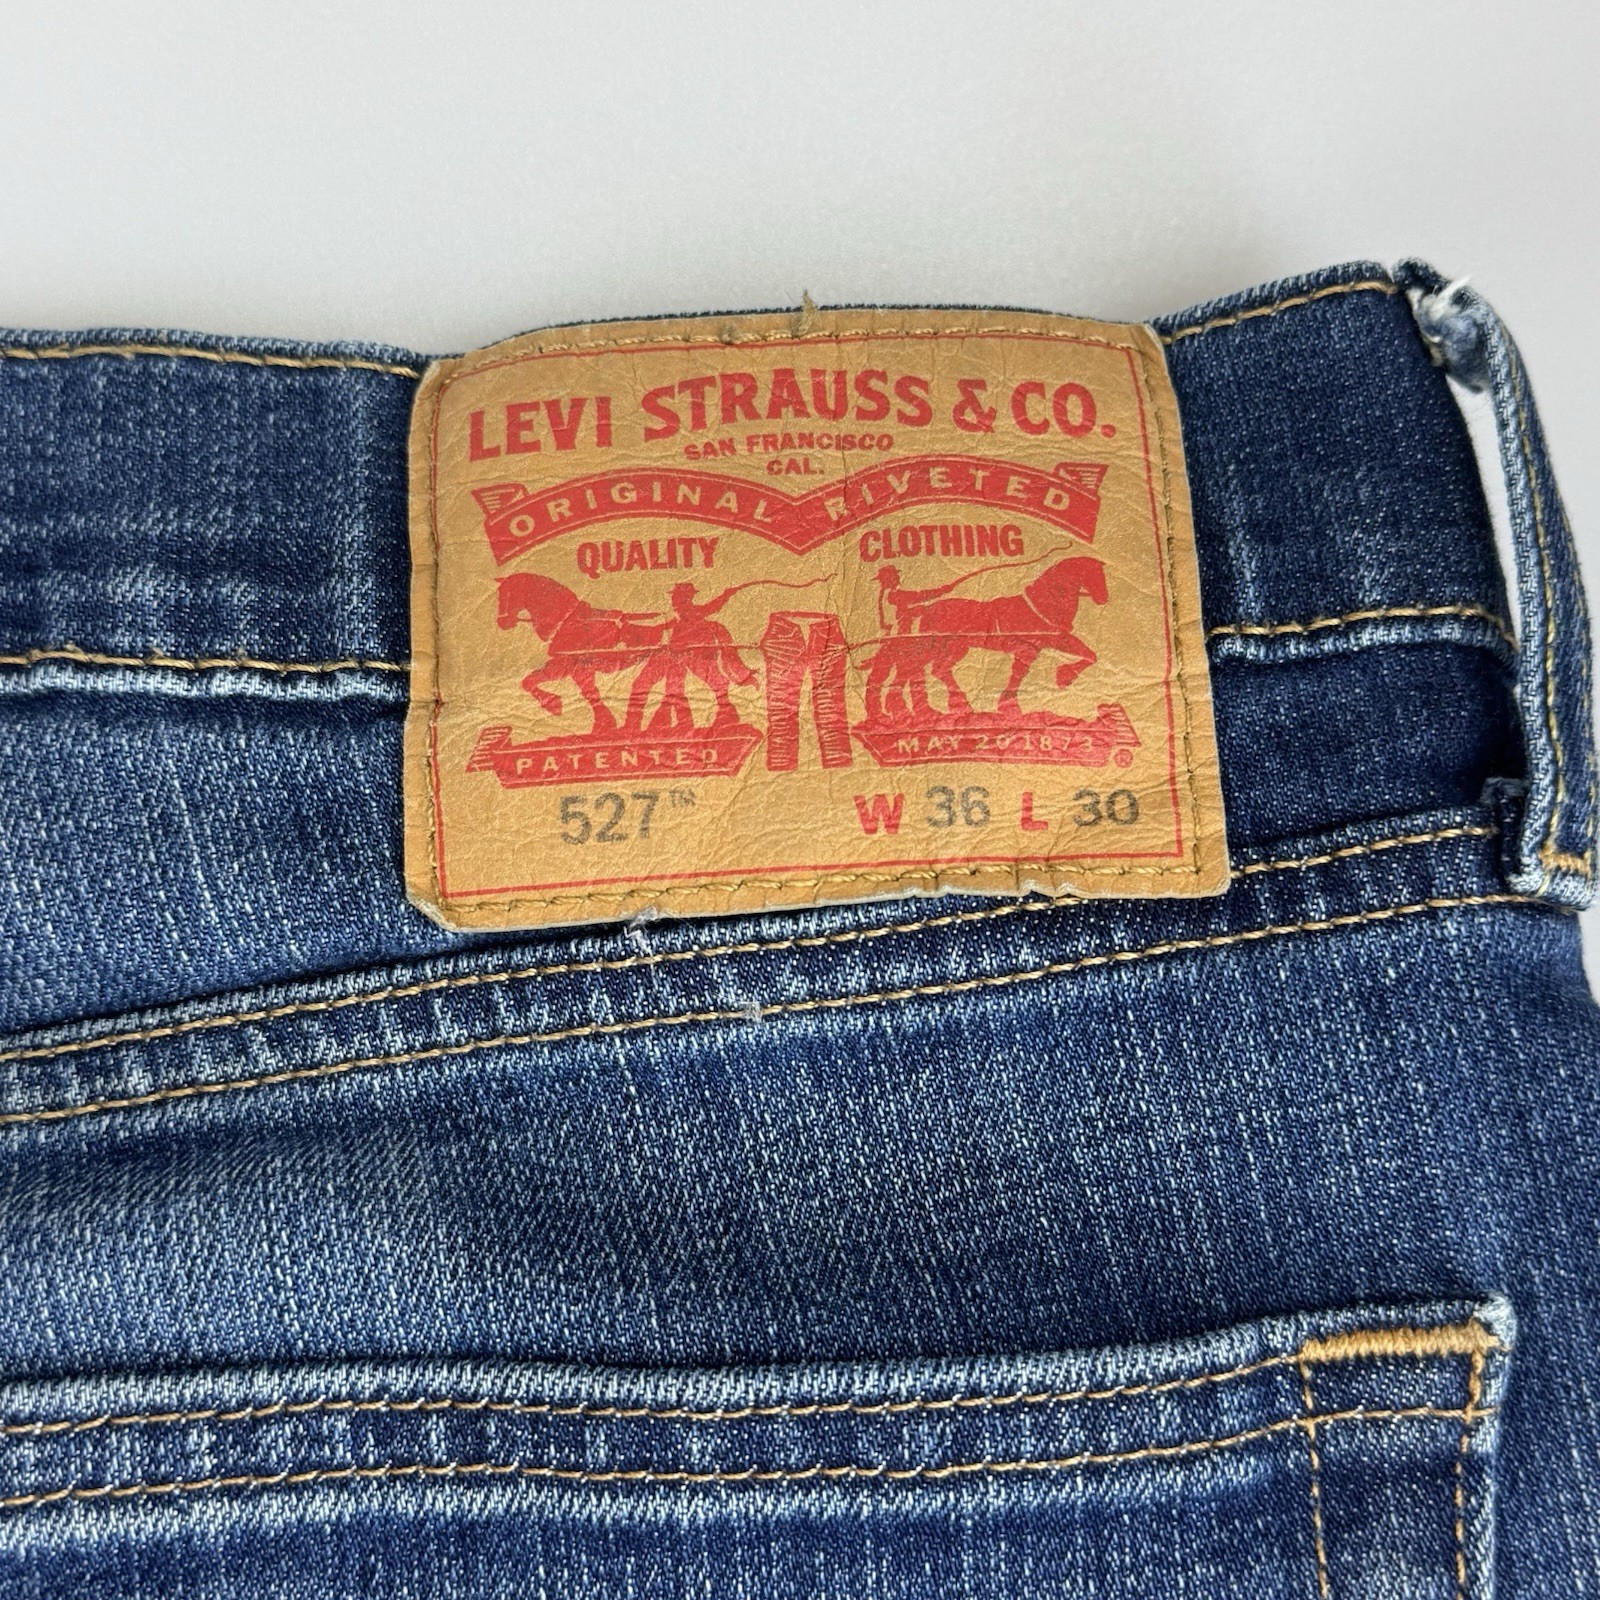 LEVI STRAUSS & CO.
SAN FRANCISCO
CAL.
ORIGINAL RIVETED
QUALITY CLOTHING
PATENTED MAY 20 1873 ®
527™ W 36 L 30